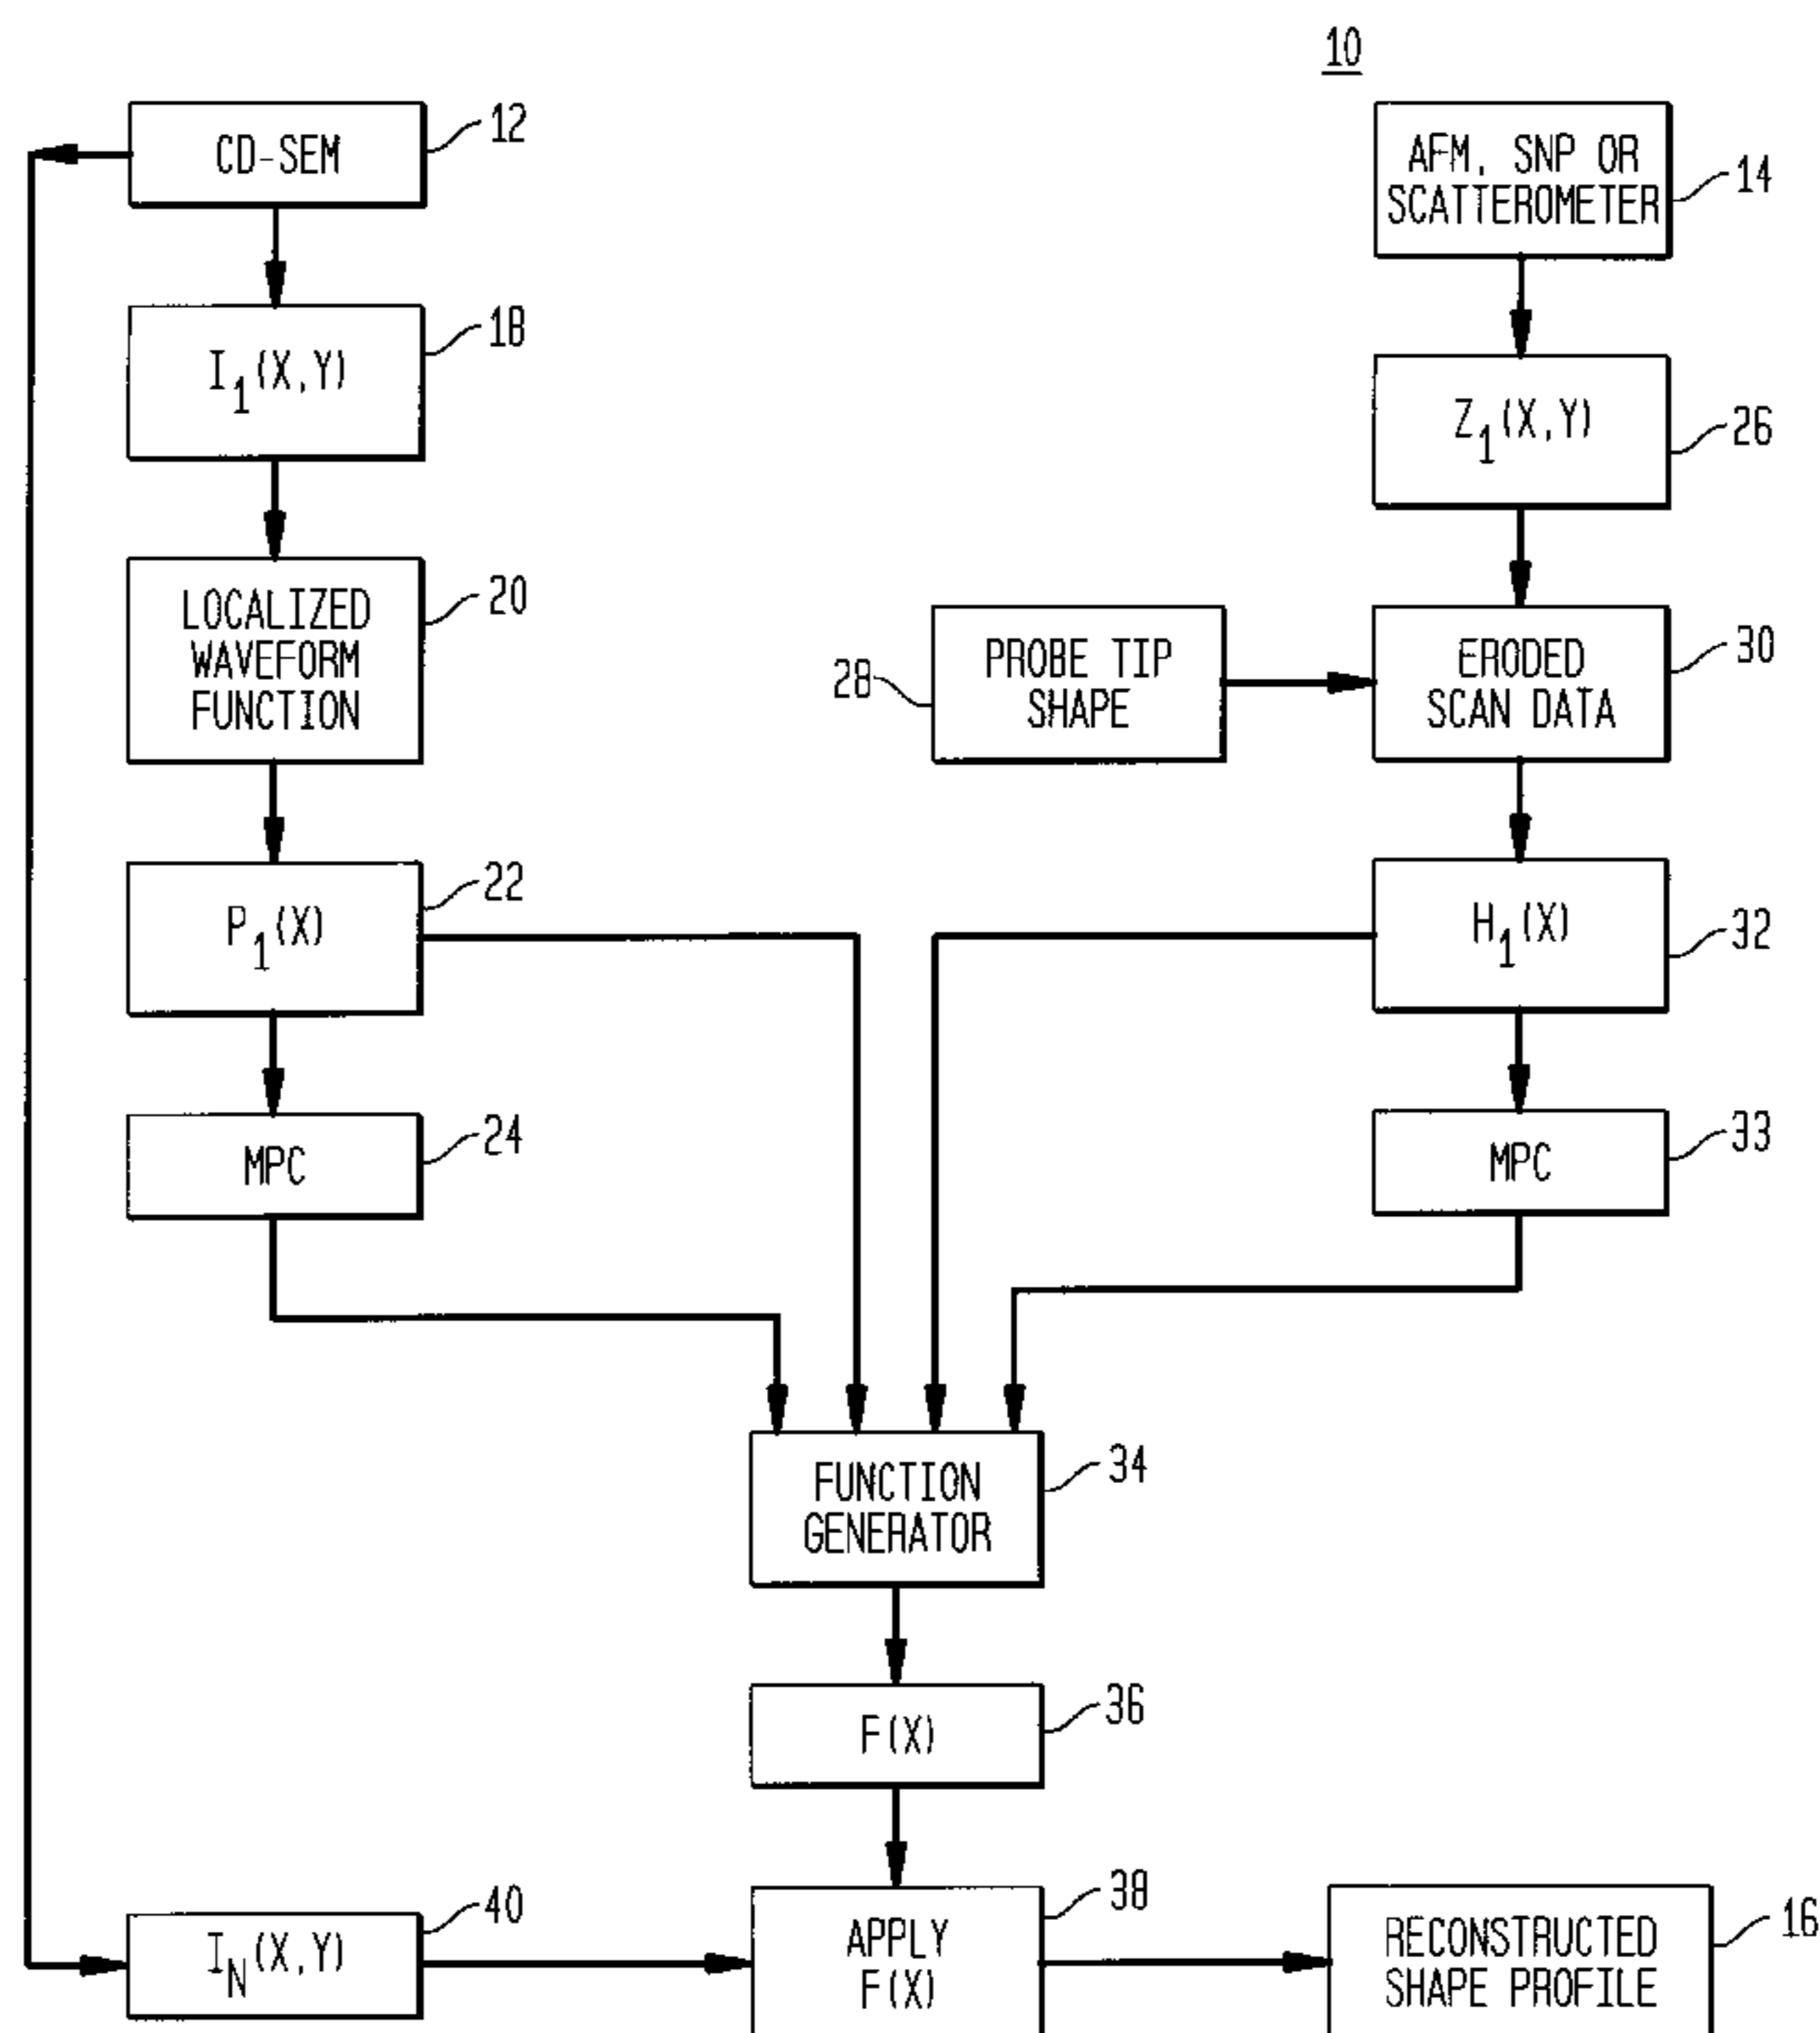 10
CD-SEM
12
AFM, SNP OR
SCATTEROMETER
14
I1(X,Y)
18
Z1(X,Y)
26
LOCALIZED
WAVEFORM
FUNCTION
20
28
PROBE TIP
SHAPE
ERODED
SCAN DATA
30
P1(X)
22
H1(X)
32
MPC
24
MPC
33
FUNCTION
GENERATOR
34
F(X)
36
IN(X,Y)
40
APPLY
F(X)
38
RECONSTRUCTED
SHAPE PROFILE
16